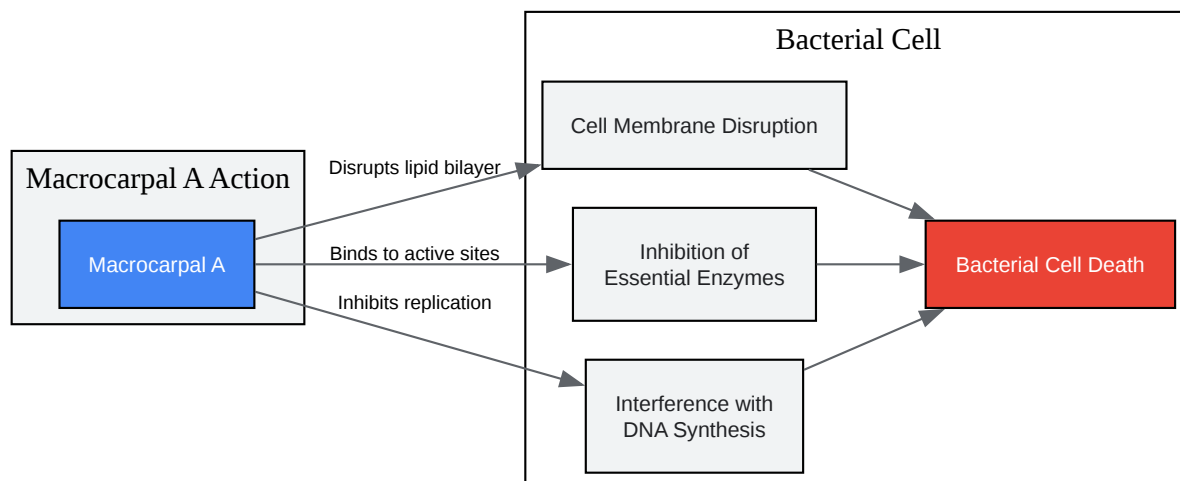 Bacterial Cell
Macrocarpal A Action
Macrocarpal A
Disrupts lipid bilayer
Binds to active sites
Inhibits replication
Cell Membrane Disruption
Inhibition of
Essential Enzymes
Interference with
DNA Synthesis
Bacterial Cell Death